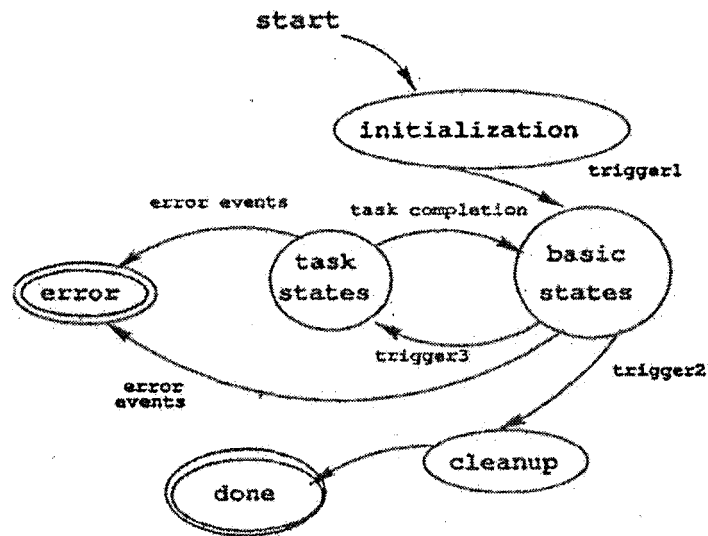 start
initialization
trigger1
error events
task completion
task
states
basic
states
error
trigger3
error
events
trigger2
cleanup
done